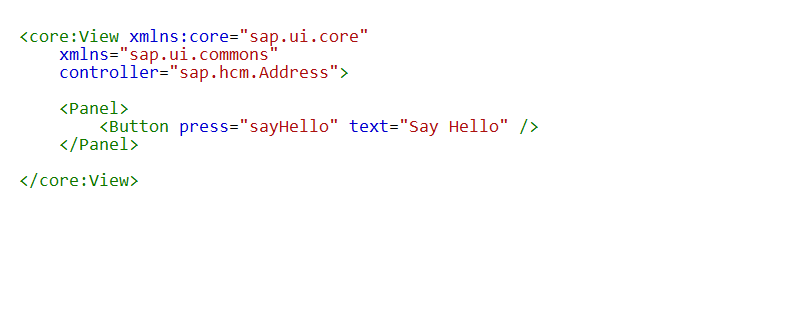 <core:View xmlns:core="sap.ui.core"
    xmlns="sap.ui.commons"
    controller="sap.hcm.Address">
    <Panel>
        <Button press="sayHello" text="Say Hello" />
    </Panel>
</core:View>